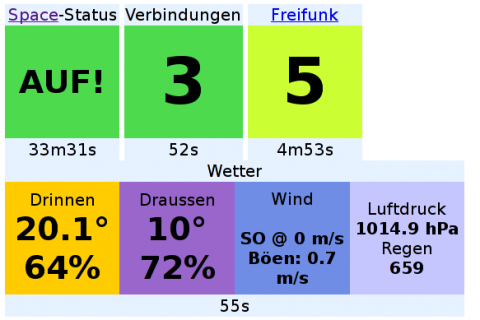 Space-Status Verbindungen Freifunk
AUF! 3 5
33m31s 52s 4m53s
Wetter
Drinnen
20.1°
64%
Draussen
10°
72%
Wind
SO @ 0 m/s
Böen: 0.7
m/s
Luftdruck
1014.9 hPa
Regen
659
55s